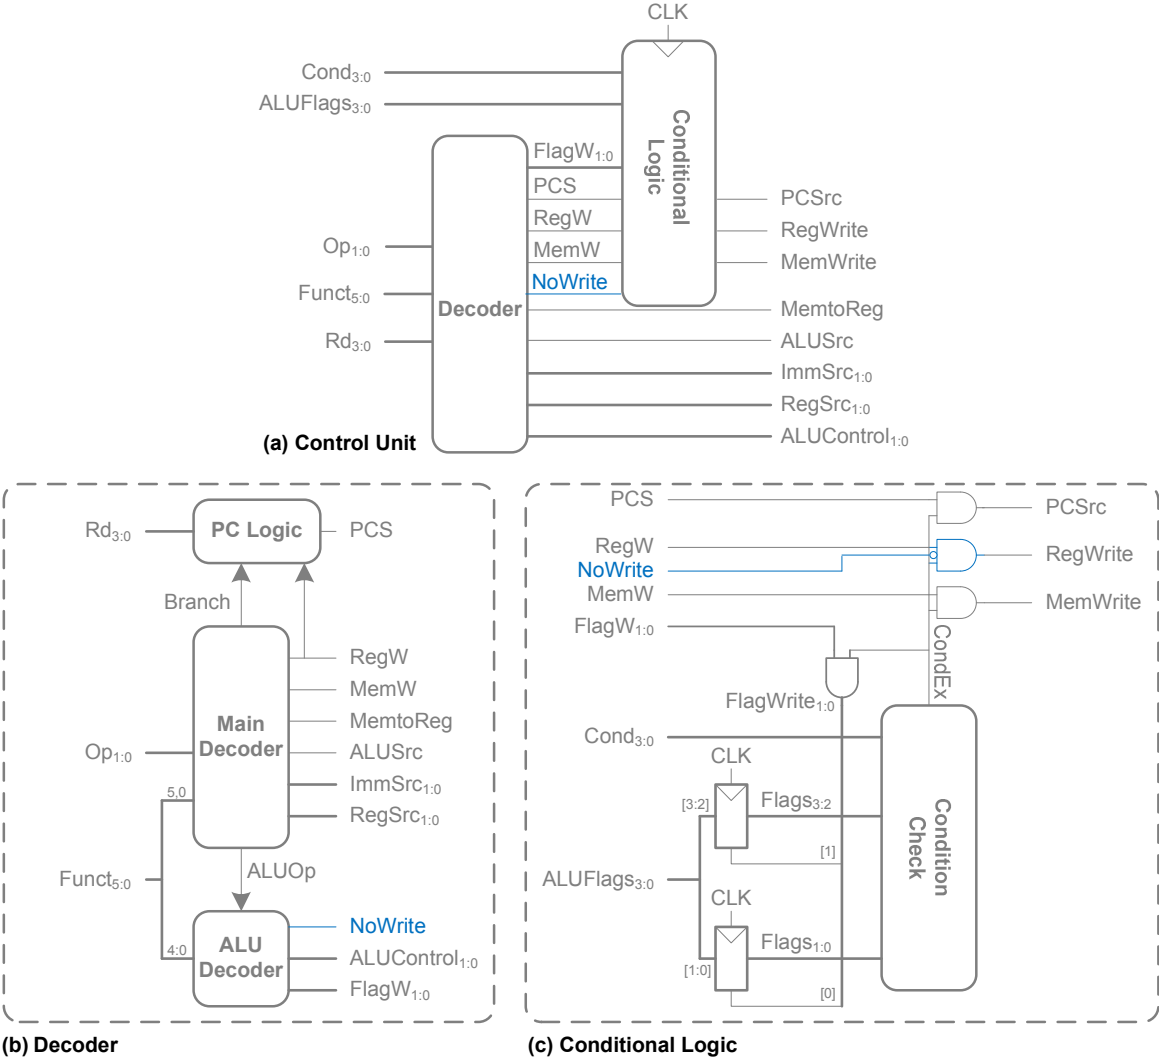 CLK
Cond3:0
ALUFlags3:0
Conditional
Logic
FlagW1:0
PCS
PCSrc
RegW
RegWrite
Op1:0
MemW
MemWrite
Funct5:0
NoWrite
Decoder
MemtoReg
Rd3:0
ALUSrc
ImmSrc1:0
RegSrc1:0
ALUControl1:0
(a) Control Unit
Rd3:0
PC Logic
PCS
Branch
RegW
MemW
Main
Decoder
MemtoReg
Op1:0
ALUSrc
5,0
ImmSrc1:0
RegSrc1:0
Funct5:0
ALUOp
4:0
ALU
Decoder
NoWrite
ALUControl1:0
FlagW1:0
(b) Decoder
PCS
PCSrc
RegW
RegWrite
NoWrite
MemW
MemWrite
FlagW1:0
CondEx
FlagWrite1:0
Cond3:0
CLK
[3:2]
Flags3:2
Condition
Check
[1]
ALUFlags3:0
CLK
Flags1:0
[1:0]
[0]
(c) Conditional Logic